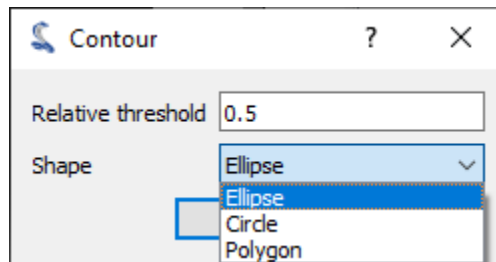 Contour ?
Relative threshold 0.5
Shape Ellipse
Ellipse
Circle
Polygon